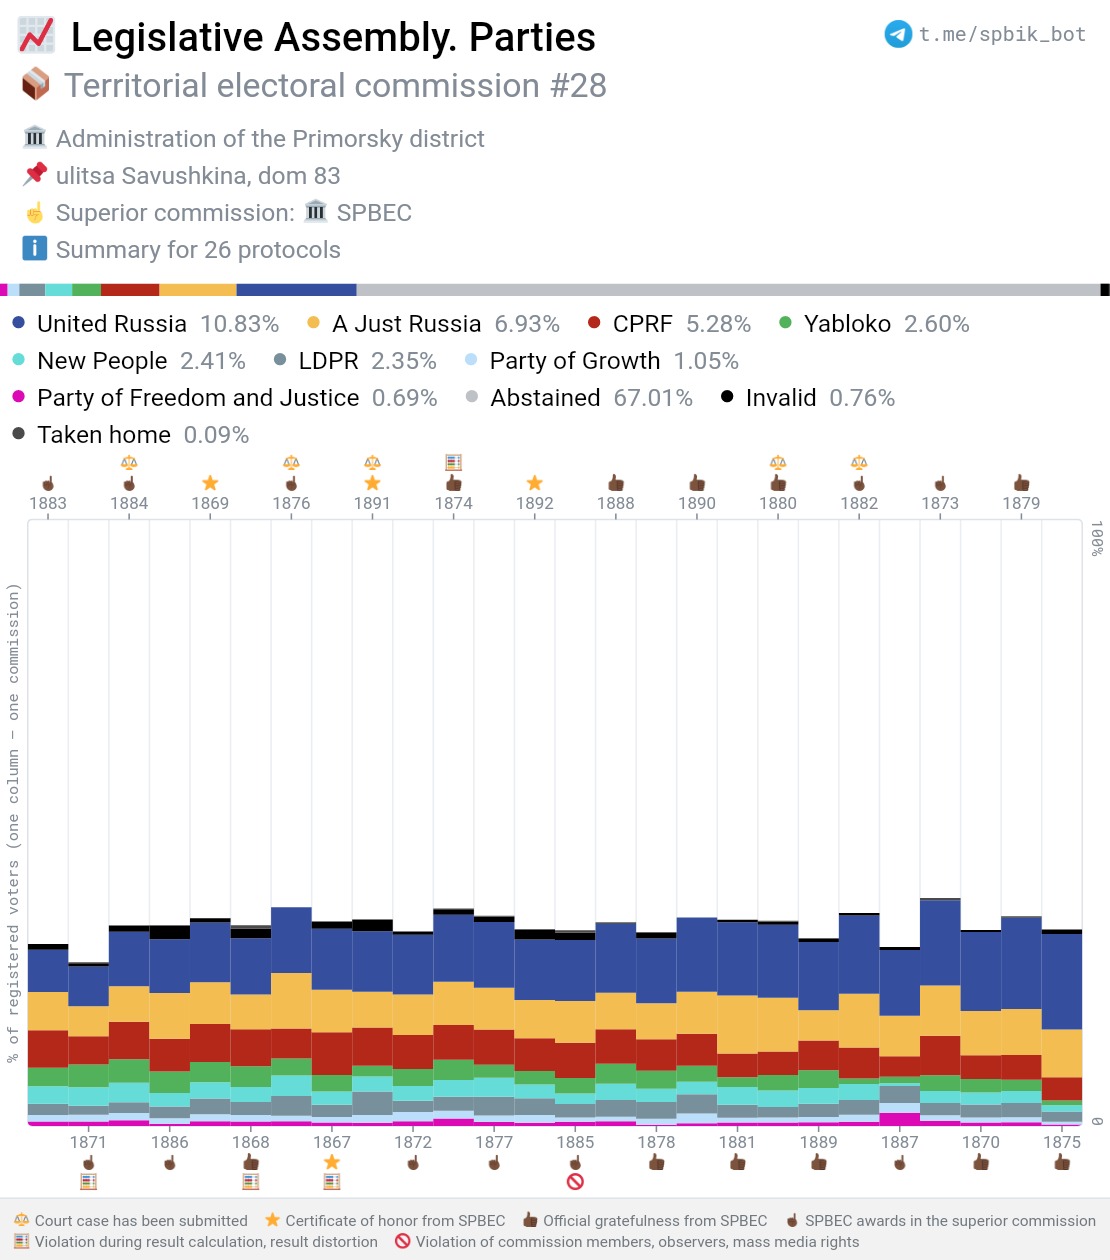 Legislative Assembly. Parties
t.me/spbik_bot
Territorial electoral commission #28
Administration of the Primorsky district
ulitsa Savushkina, dom 83
Superior commission: SPBEC
Summary for 26 protocols
United Russia 10.83% A Just Russia 6.93% CPRF 5.28% Yabloko 2.60%
New People 2.41% LDPR 2.35% Party of Growth 1.05%
Party of Freedom and Justice 0.69% Abstained 67.01% Invalid 0.76%
Taken home 0.09%
1883 1884 1869 1876 1891 1874 1892 1888 1890 1880 1882 1873 1879
100%
% of registered voters (one column – one commission)
0
1871 1886 1868 1867 1872 1877 1885 1878 1881 1889 1887 1870 1875
Court case has been submitted Certificate of honor from SPBEC Official gratefulness from SPBEC SPBEC awards in the superior commission
Violation during result calculation, result distortion Violation of commission members, observers, mass media rights